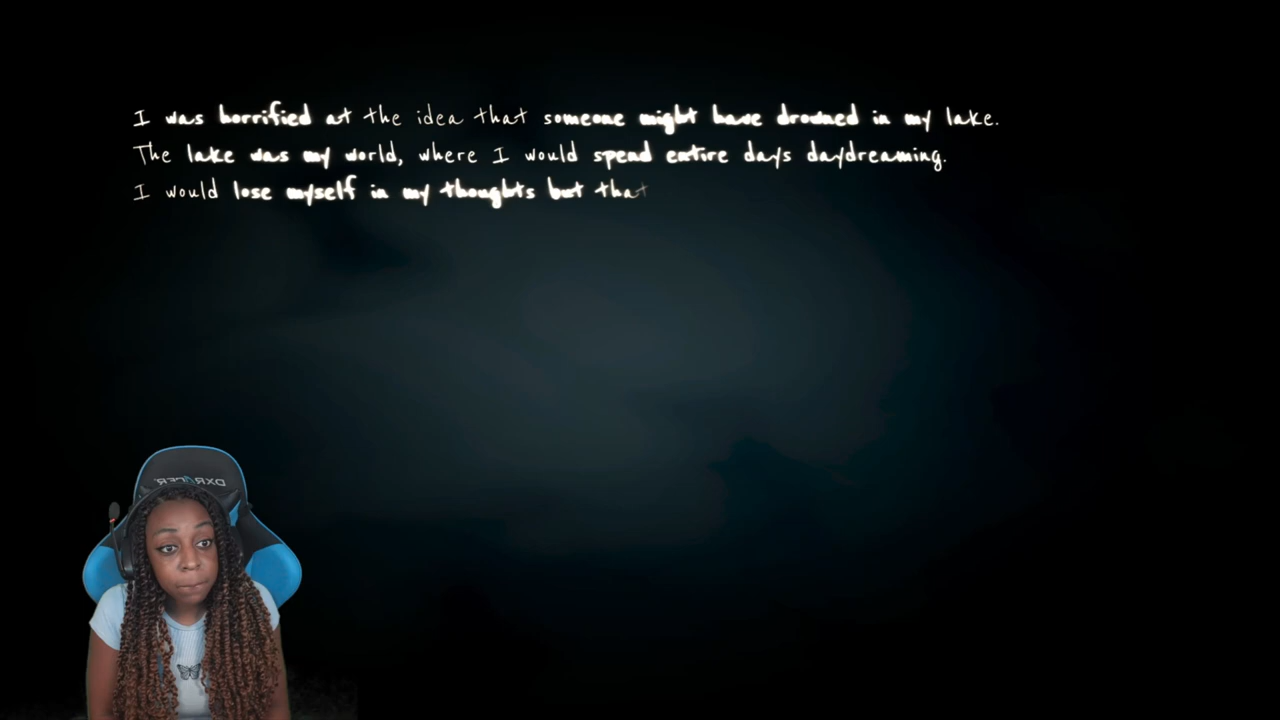 I was horrified at the idea that someone might have drowned in my lake.
The lake was my world, where I would spend entire days daydreaming.
I would lose myself in my thoughts but that
DXRACER